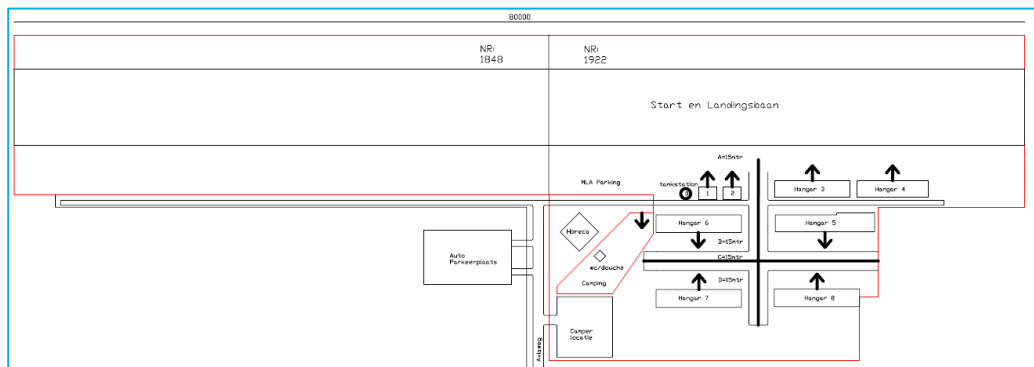 80000
NR:
1848
NR:
1922
Start en Landingsbaan
A=15mtr
MLA Parking
tankstation
1
2
Hangar 3
Hangar 4
Horeca
Hangar 6
Hangar 5
B=15mtr
wc/douche
C=15mtr
Auto
Parkeerplaats
D=15mtr
Camping
Hangar 7
Hangar 8
Camper
locatie
Aviaweg